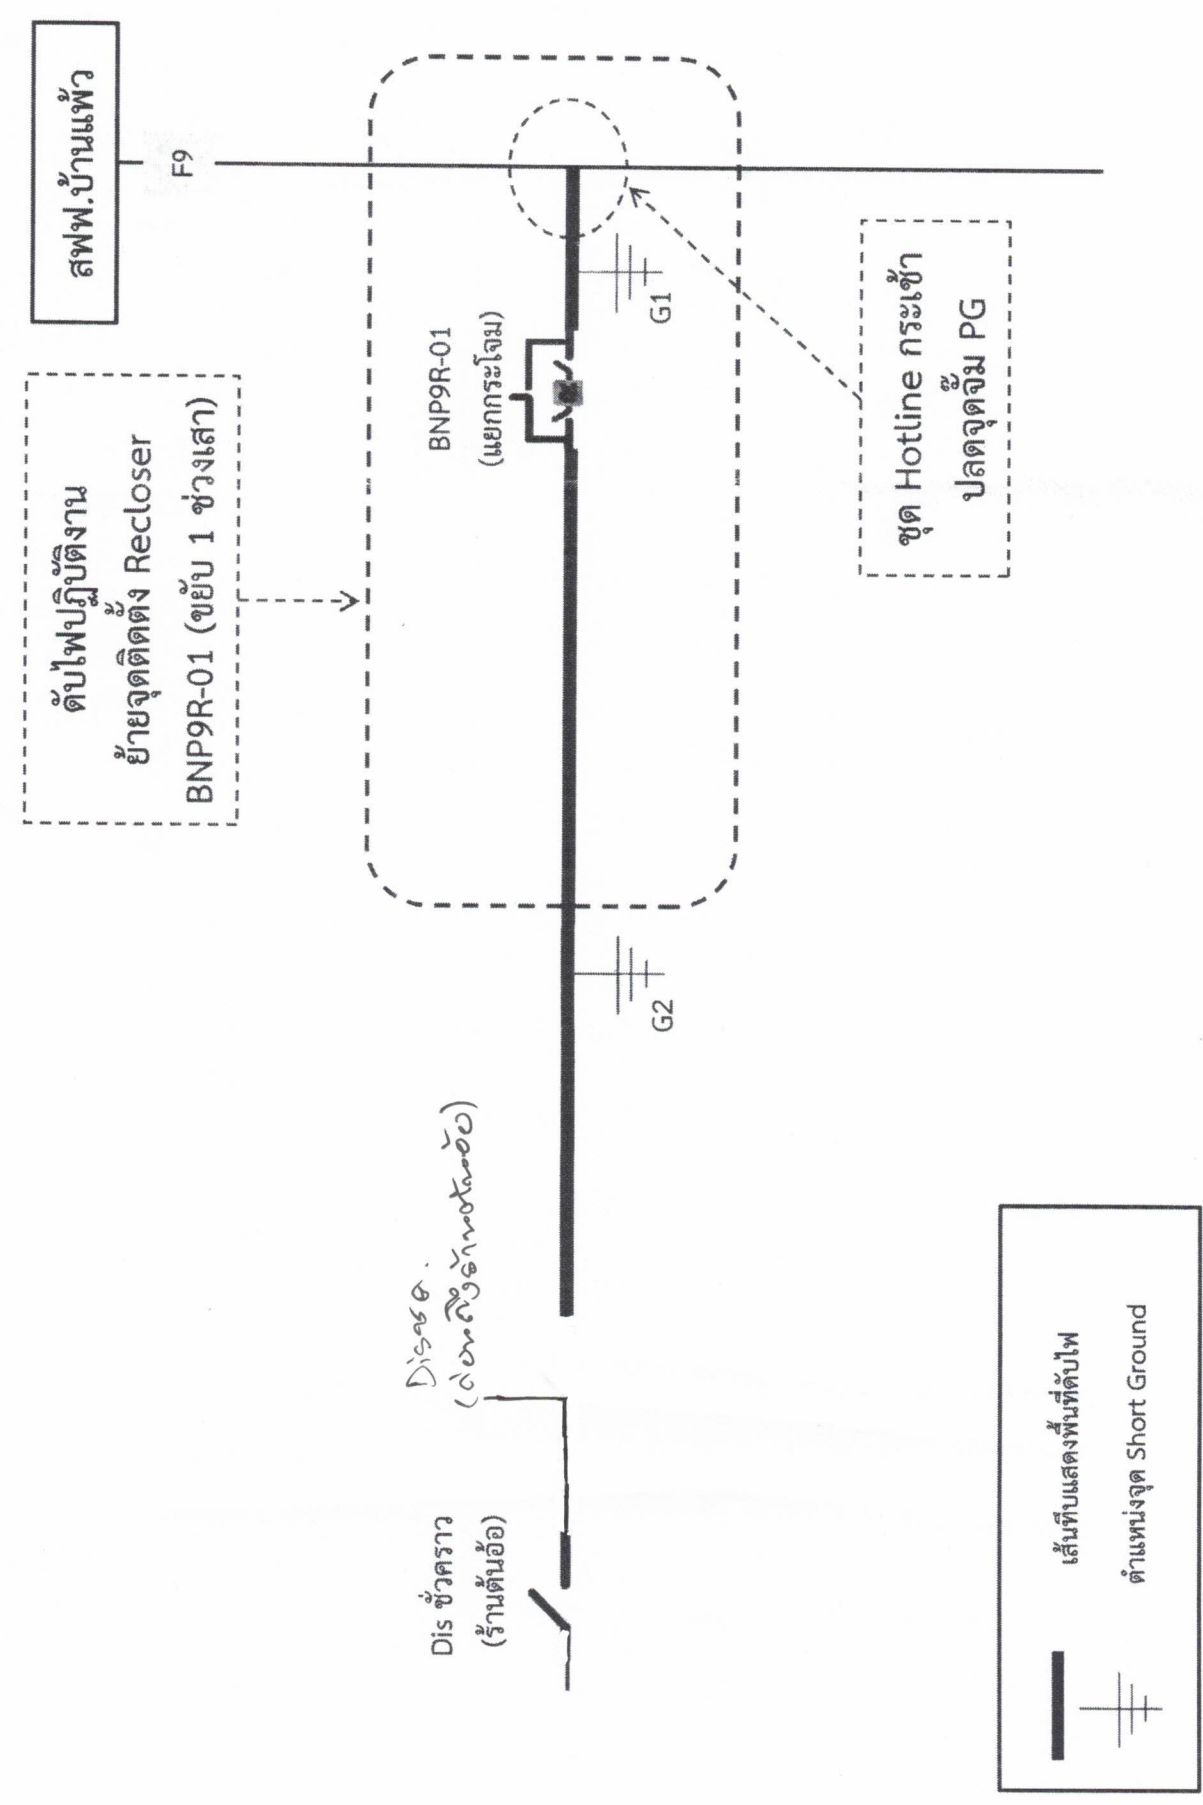 สฟฟ.บ้านแพ้ว
F9
ดับไฟปฏิบัติงาน
ย้ายจุดติดตั้ง Recloser
BNP9R-01 (ขยับ 1 ช่วงเสา)
BNP9R-01
(แยกกระโจม)
G1
ชุด Hotline กระเช้า
ปลดจุดจั๊ม PG
G2
Dis ชั่วคราว
(ร้านต้นอ้อ)
เส้นทึบแสดงพื้นที่ดับไฟ
ตำแหน่งจุด Short Ground